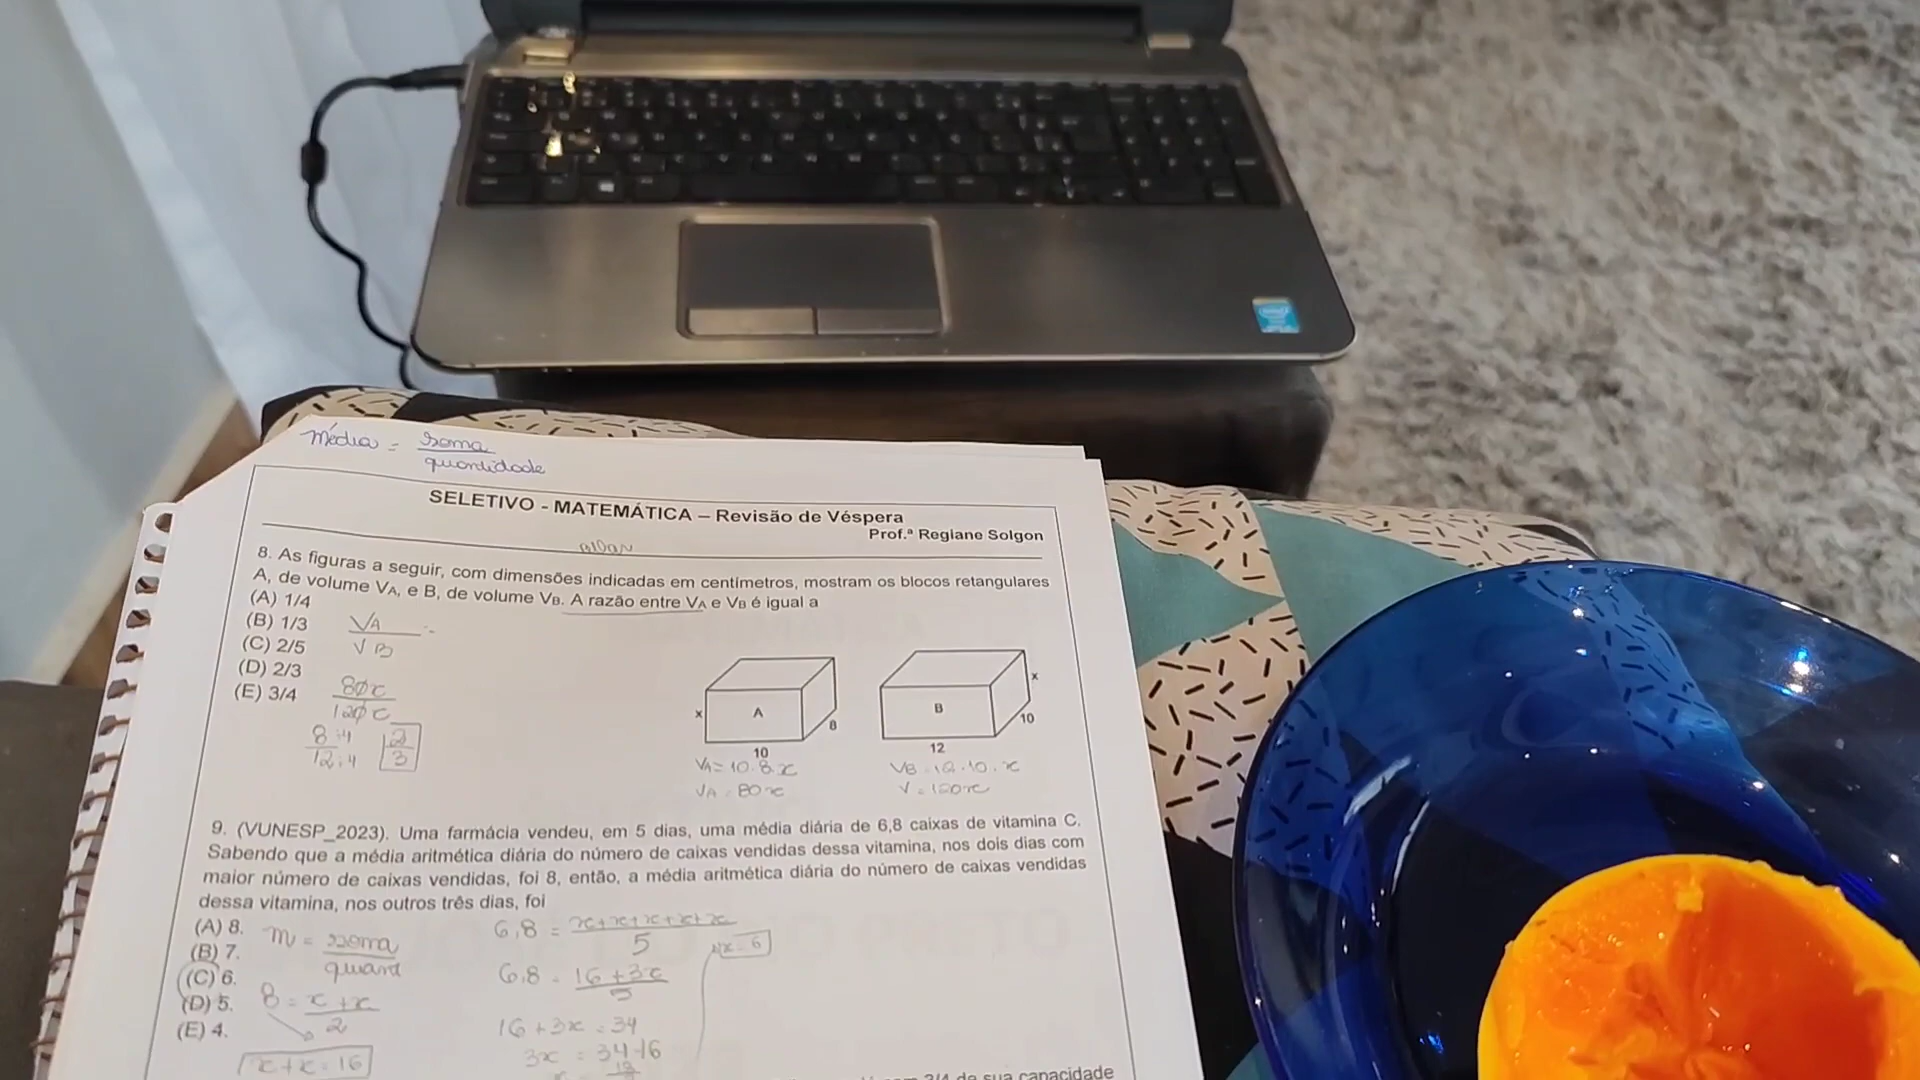 média = soma
quantidade
SELETIVO - MATEMÁTICA – Revisão de Véspera
Prof.ª Regiane Solgon
8. As figuras a seguir, com dimensões indicadas em centímetros, mostram os blocos retangulares
A, de volume VA, e B, de volume VB. A razão entre VA e VB é igual a
(A) 1/4
(B) 1/3
(C) 2/5
(D) 2/3
(E) 3/4
VA
VB
80x
120x
8 :4
12 :4
2
3
x A 8
10
VA = 10.8.x
VA = 80x
B x
10
12
VB = 12.10.x
V = 120x
9. (VUNESP_2023). Uma farmácia vendeu, em 5 dias, uma média diária de 6,8 caixas de vitamina C.
Sabendo que a média aritmética diária do número de caixas vendidas dessa vitamina, nos dois dias com
maior número de caixas vendidas, foi 8, então, a média aritmética diária do número de caixas vendidas
dessa vitamina, nos outros três dias, foi
(A) 8.
(B) 7.
(C) 6.
(D) 5.
(E) 4.
m = soma
quant
8 = x+x
2
x+x = 16
6,8 = x+x+x+x+x
5
6,8 = 16+3x
5
16+3x = 34
3x = 34-16
x = 6
3/4 de sua capacidade